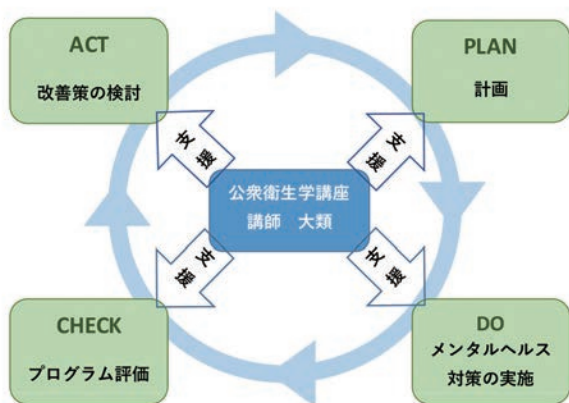 ACT
改善策の検討
PLAN
計画
支援
支援
公衆衛生学講座
講師 大類
支援
支援
CHECK
プログラム評価
DO
メンタルヘルス
対策の実施